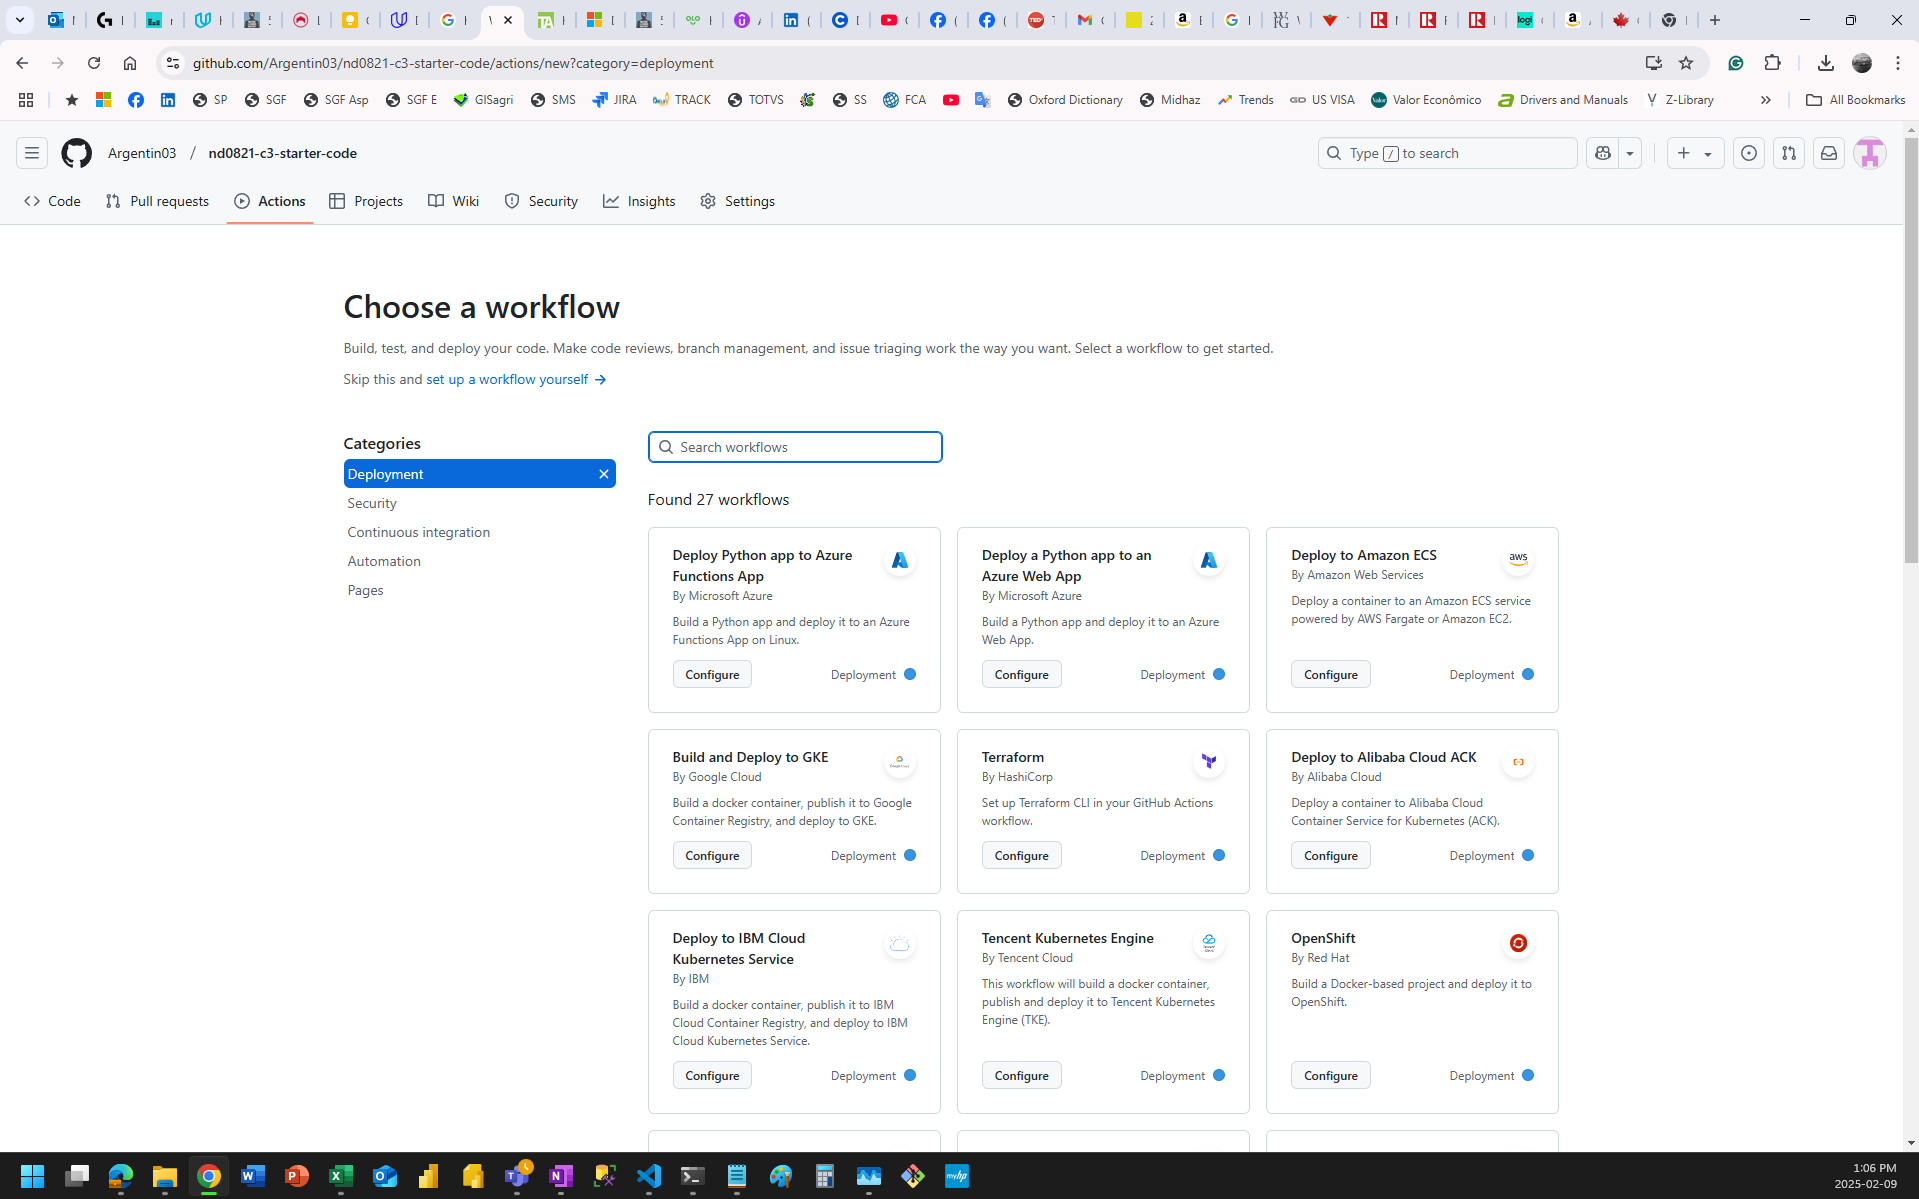 github.com/Argentin03/nd0821-c3-starter-code/actions/new?category=deployment
SP
SGF
SGF Asp
SGF E
GISagri
SMS
JIRA
TRACK
TOTVS
SS
FCA
Oxford Dictionary
Midhaz
Trends
US VISA
Valor Econômico
Drivers and Manuals
Z-Library
All Bookmarks
Argentin03 / nd0821-c3-starter-code
Type / to search
Code
Pull requests
Actions
Projects
Wiki
Security
Insights
Settings
Choose a workflow
Build, test, and deploy your code. Make code reviews, branch management, and issue triaging work the way you want. Select a workflow to get started.
Skip this and set up a workflow yourself →
Categories
Deployment
Security
Continuous integration
Automation
Pages
Search workflows
Found 27 workflows
Deploy Python app to Azure
Functions App
By Microsoft Azure
Build a Python app and deploy it to an Azure
Functions App on Linux.
Configure
Deployment
Deploy a Python app to an
Azure Web App
By Microsoft Azure
Build a Python app and deploy it to an Azure
Web App.
Configure
Deployment
Deploy to Amazon ECS
By Amazon Web Services
aws
Deploy a container to an Amazon ECS service
powered by AWS Fargate or Amazon EC2.
Configure
Deployment
Build and Deploy to GKE
By Google Cloud
Build a docker container, publish it to Google
Container Registry, and deploy to GKE.
Configure
Deployment
Terraform
By HashiCorp
Set up Terraform CLI in your GitHub Actions
workflow.
Configure
Deployment
Deploy to Alibaba Cloud ACK
By Alibaba Cloud
Deploy a container to Alibaba Cloud
Container Service for Kubernetes (ACK).
Configure
Deployment
Deploy to IBM Cloud
Kubernetes Service
By IBM
Build a docker container, publish it to IBM
Cloud Container Registry, and deploy to IBM
Cloud Kubernetes Service.
Configure
Deployment
Tencent Kubernetes Engine
By Tencent Cloud
This workflow will build a docker container,
publish and deploy it to Tencent Kubernetes
Engine (TKE).
Configure
Deployment
OpenShift
By Red Hat
Build a Docker-based project and deploy it to
OpenShift.
Configure
Deployment
1:06 PM
2025-02-09